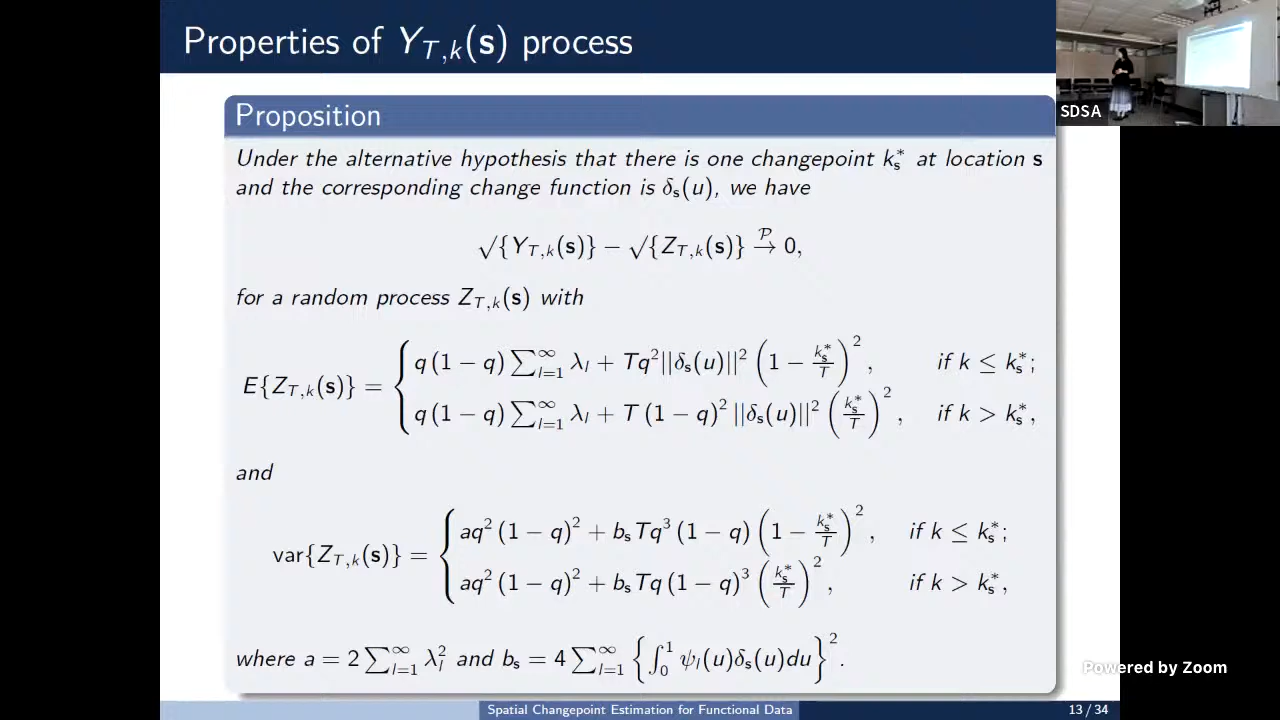 Properties of Y_{T,k}(s) process
SDSA
Proposition
Under the alternative hypothesis that there is one changepoint k_s^* at location s
and the corresponding change function is δ_s(u), we have
√{Y_{T,k}(s)} − √{Z_{T,k}(s)} →^P 0,
for a random process Z_{T,k}(s) with
E{Z_{T,k}(s)} = { q (1 − q) ∑_{l=1}^∞ λ_l + Tq^2||δ_s(u)||^2 (1 − k_s^*/T)^2, if k ≤ k_s^*;
q (1 − q) ∑_{l=1}^∞ λ_l + T (1 − q)^2 ||δ_s(u)||^2 (k_s^*/T)^2, if k > k_s^*,
and
var{Z_{T,k}(s)} = { aq^2 (1 − q)^2 + b_s Tq^3 (1 − q) (1 − k_s^*/T)^2, if k ≤ k_s^*;
aq^2 (1 − q)^2 + b_s Tq (1 − q)^3 (k_s^*/T)^2, if k > k_s^*,
where a = 2 ∑_{l=1}^∞ λ_l^2 and b_s = 4 ∑_{l=1}^∞ {∫_0^1 ψ_l(u)δ_s(u)du}^2.
Powered by Zoom
Spatial Changepoint Estimation for Functional Data
13 / 34